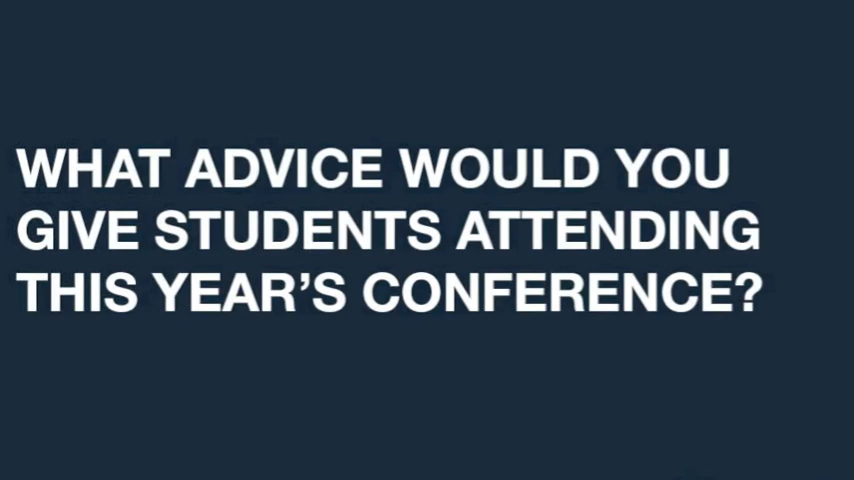 WHAT ADVICE WOULD YOU
GIVE STUDENTS ATTENDING
THIS YEAR’S CONFERENCE?